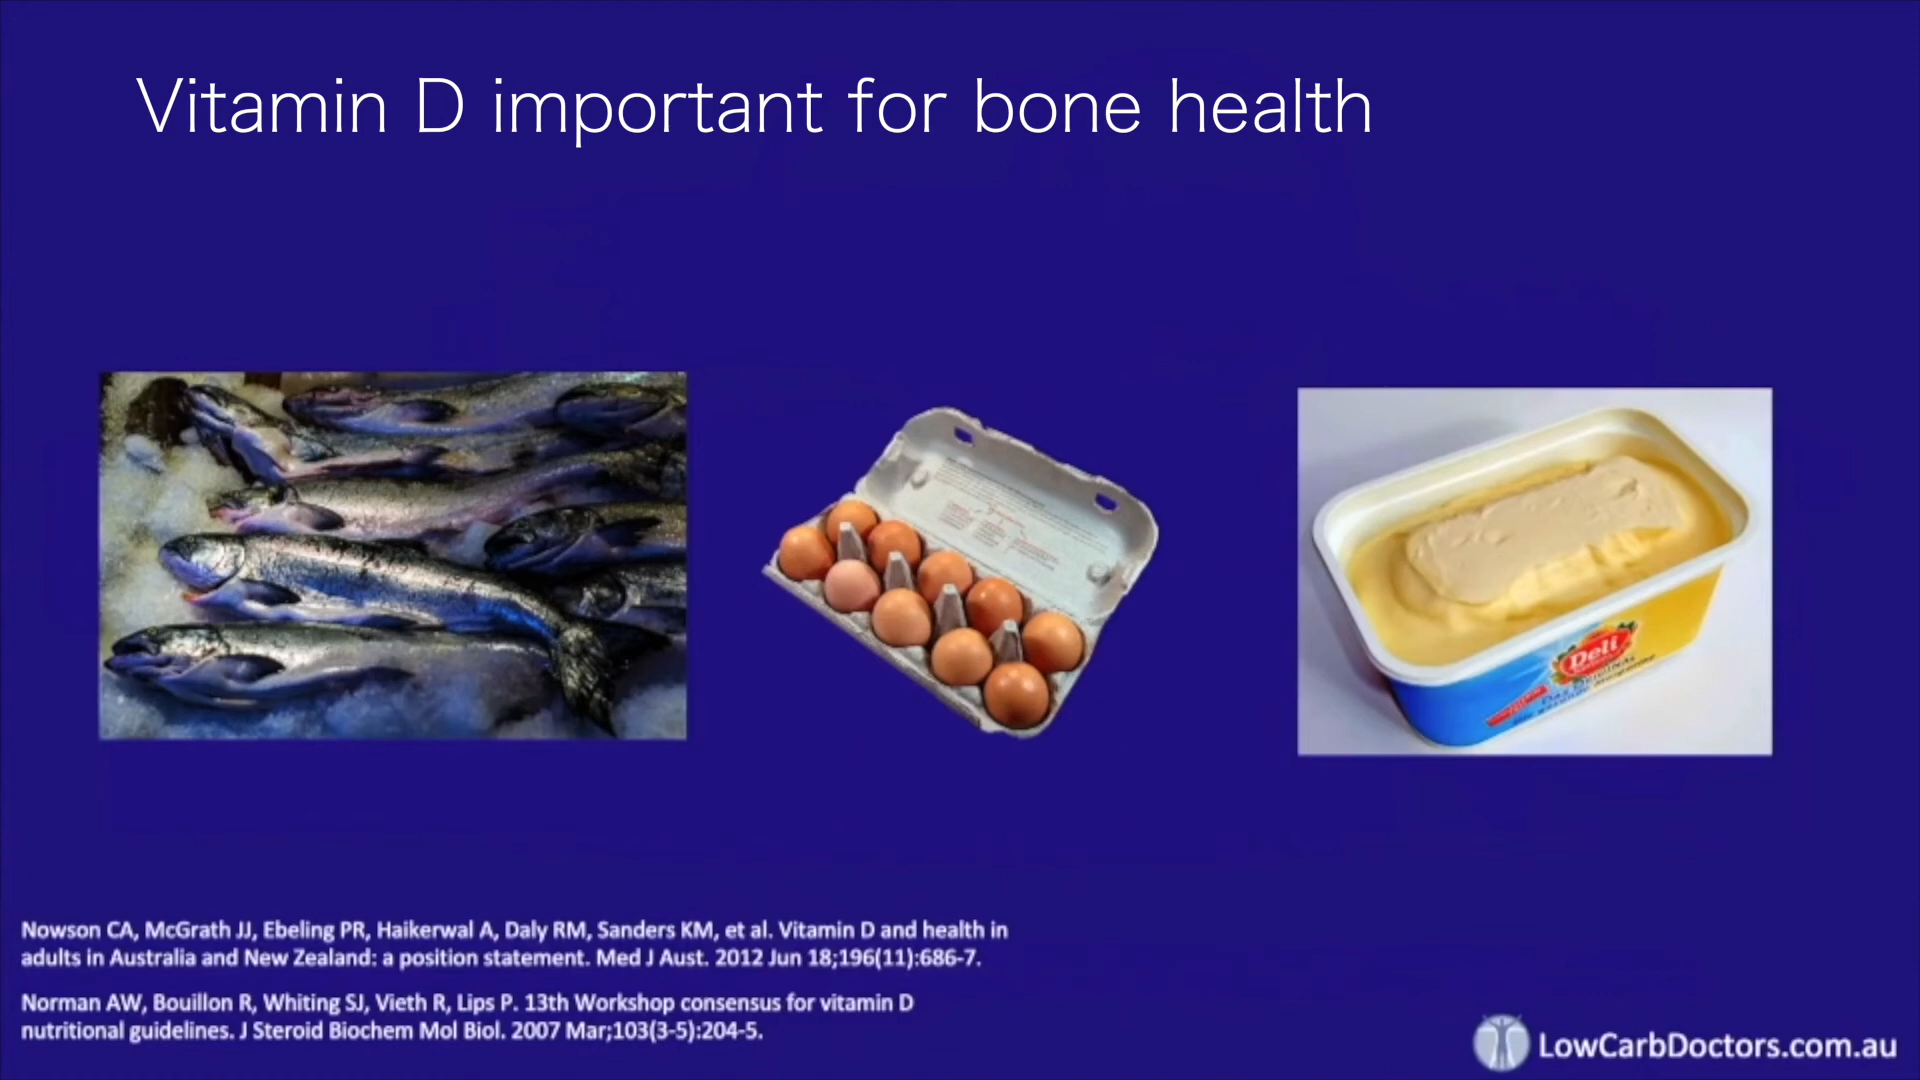 Vitamin D important for bone health
Deli
Nowson CA, McGrath JJ, Ebeling PR, Haikerwal A, Daly RM, Sanders KM, et al. Vitamin D and health in
adults in Australia and New Zealand: a position statement. Med J Aust. 2012 Jun 18;196(11):686-7.
Norman AW, Bouillon R, Whiting SJ, Vieth R, Lips P. 13th Workshop consensus for vitamin D
nutritional guidelines. J Steroid Biochem Mol Biol. 2007 Mar;103(3-5):204-5.
LowCarbDoctors.com.au